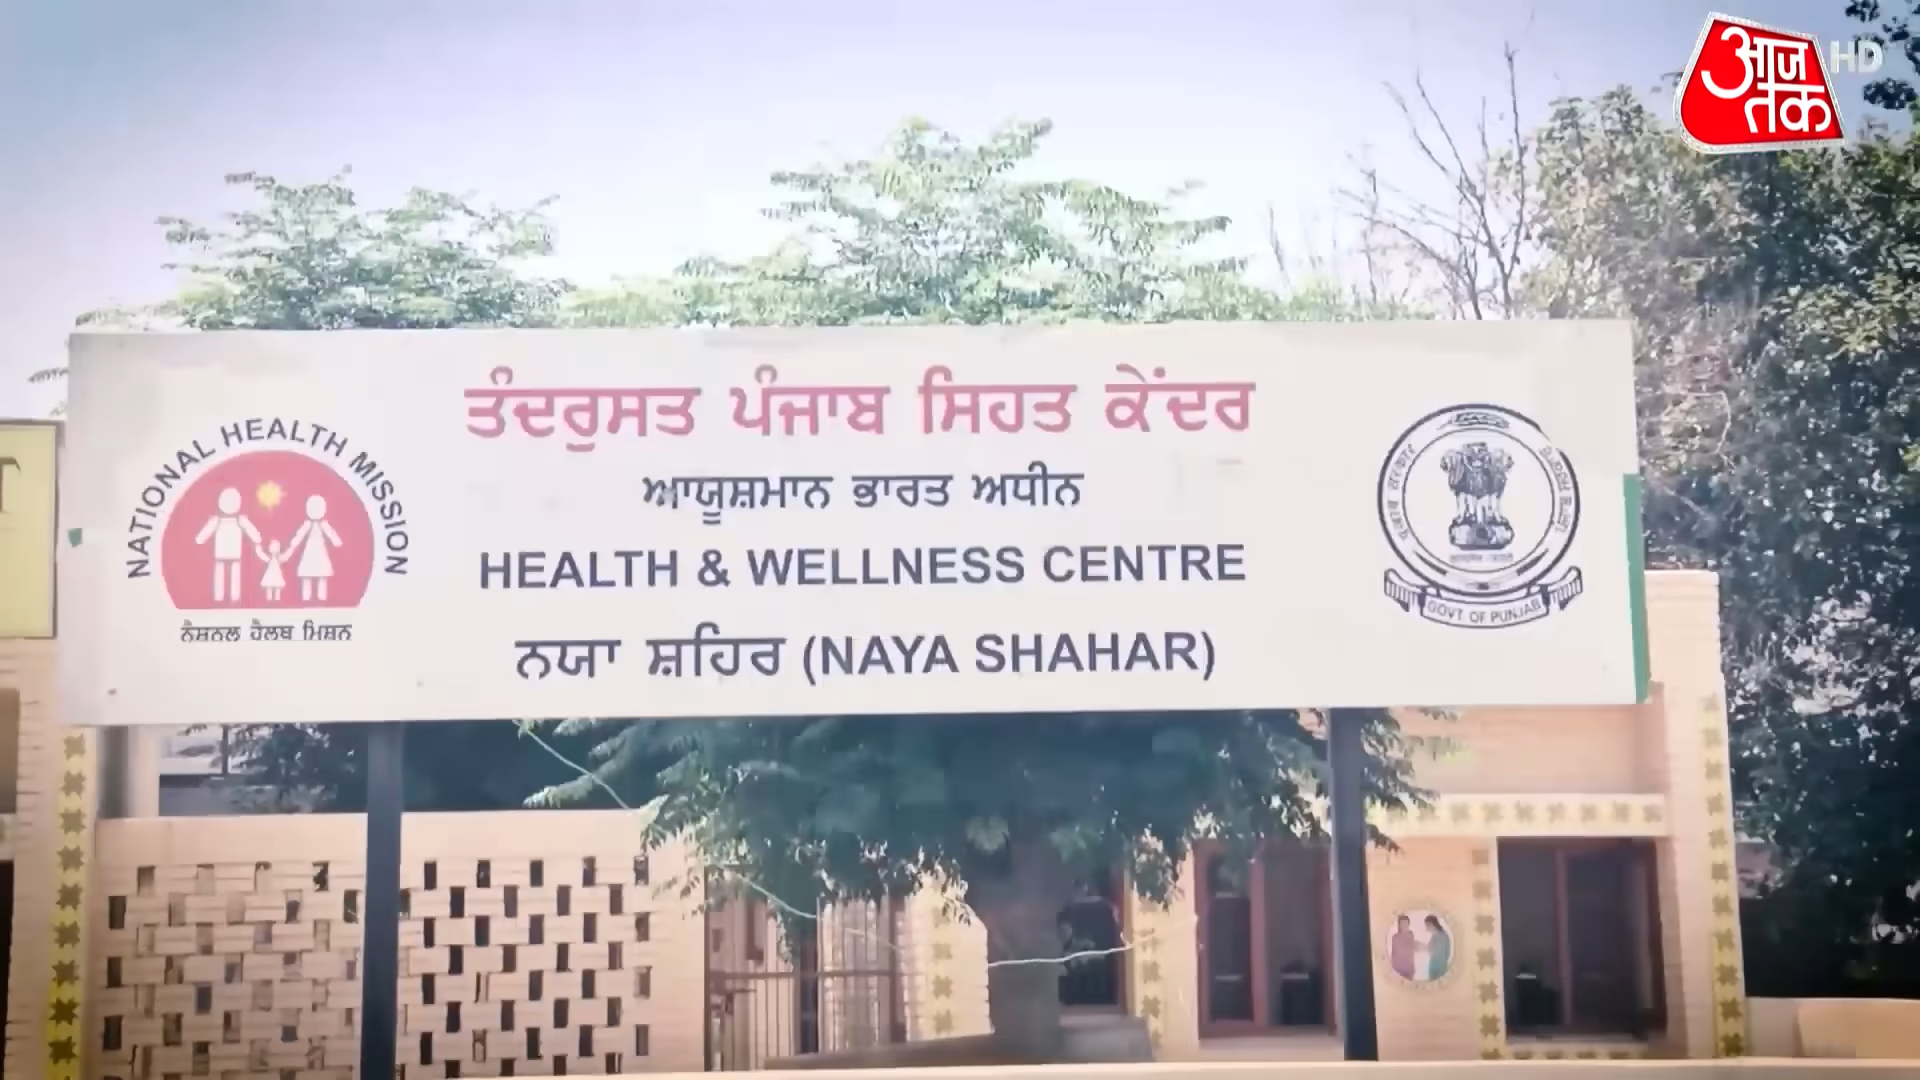 आज
तक
HD
NATIONAL HEALTH MISSION
ਨੈਸ਼ਨਲ ਹੈਲਥ ਮਿਸ਼ਨ
ਤੰਦਰੁਸਤ ਪੰਜਾਬ ਸਿਹਤ ਕੇਂਦਰ
ਆਯੂਸ਼ਮਾਨ ਭਾਰਤ ਅਧੀਨ
HEALTH & WELLNESS CENTRE
ਨਯਾ ਸ਼ਹਿਰ (NAYA SHAHAR)
GOVT. OF PUNJAB